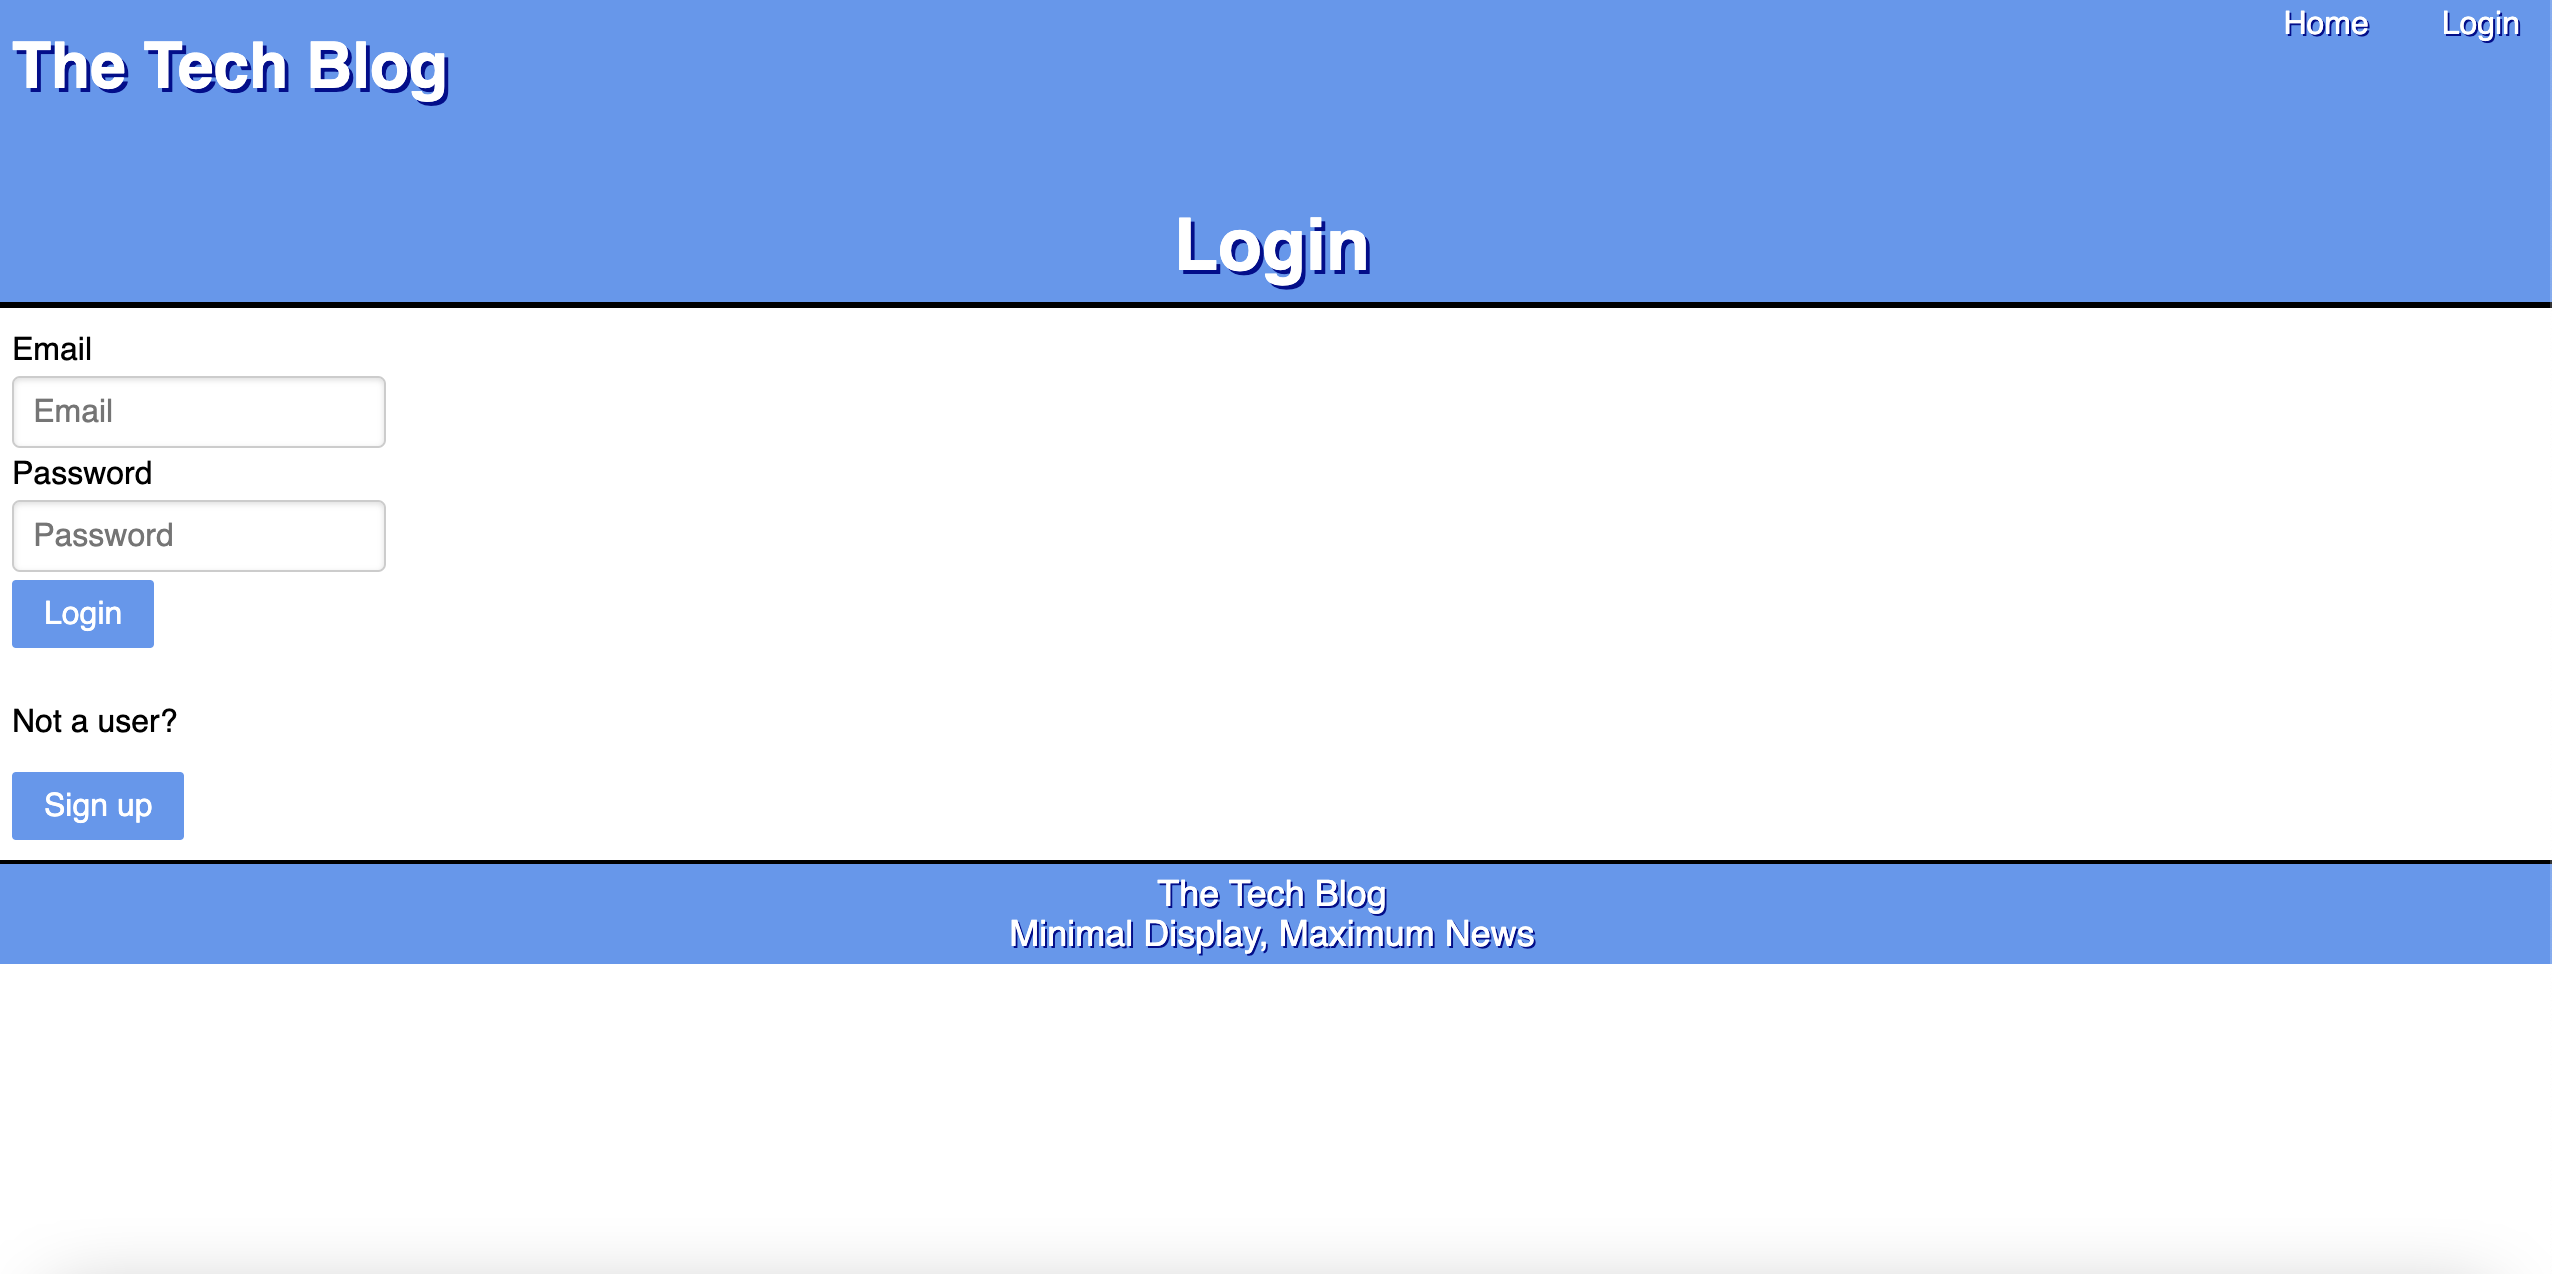 Home Login
The Tech Blog
Login
Email
Email
Password
Password
Login
Not a user?
Sign up
The Tech Blog
Minimal Display, Maximum News